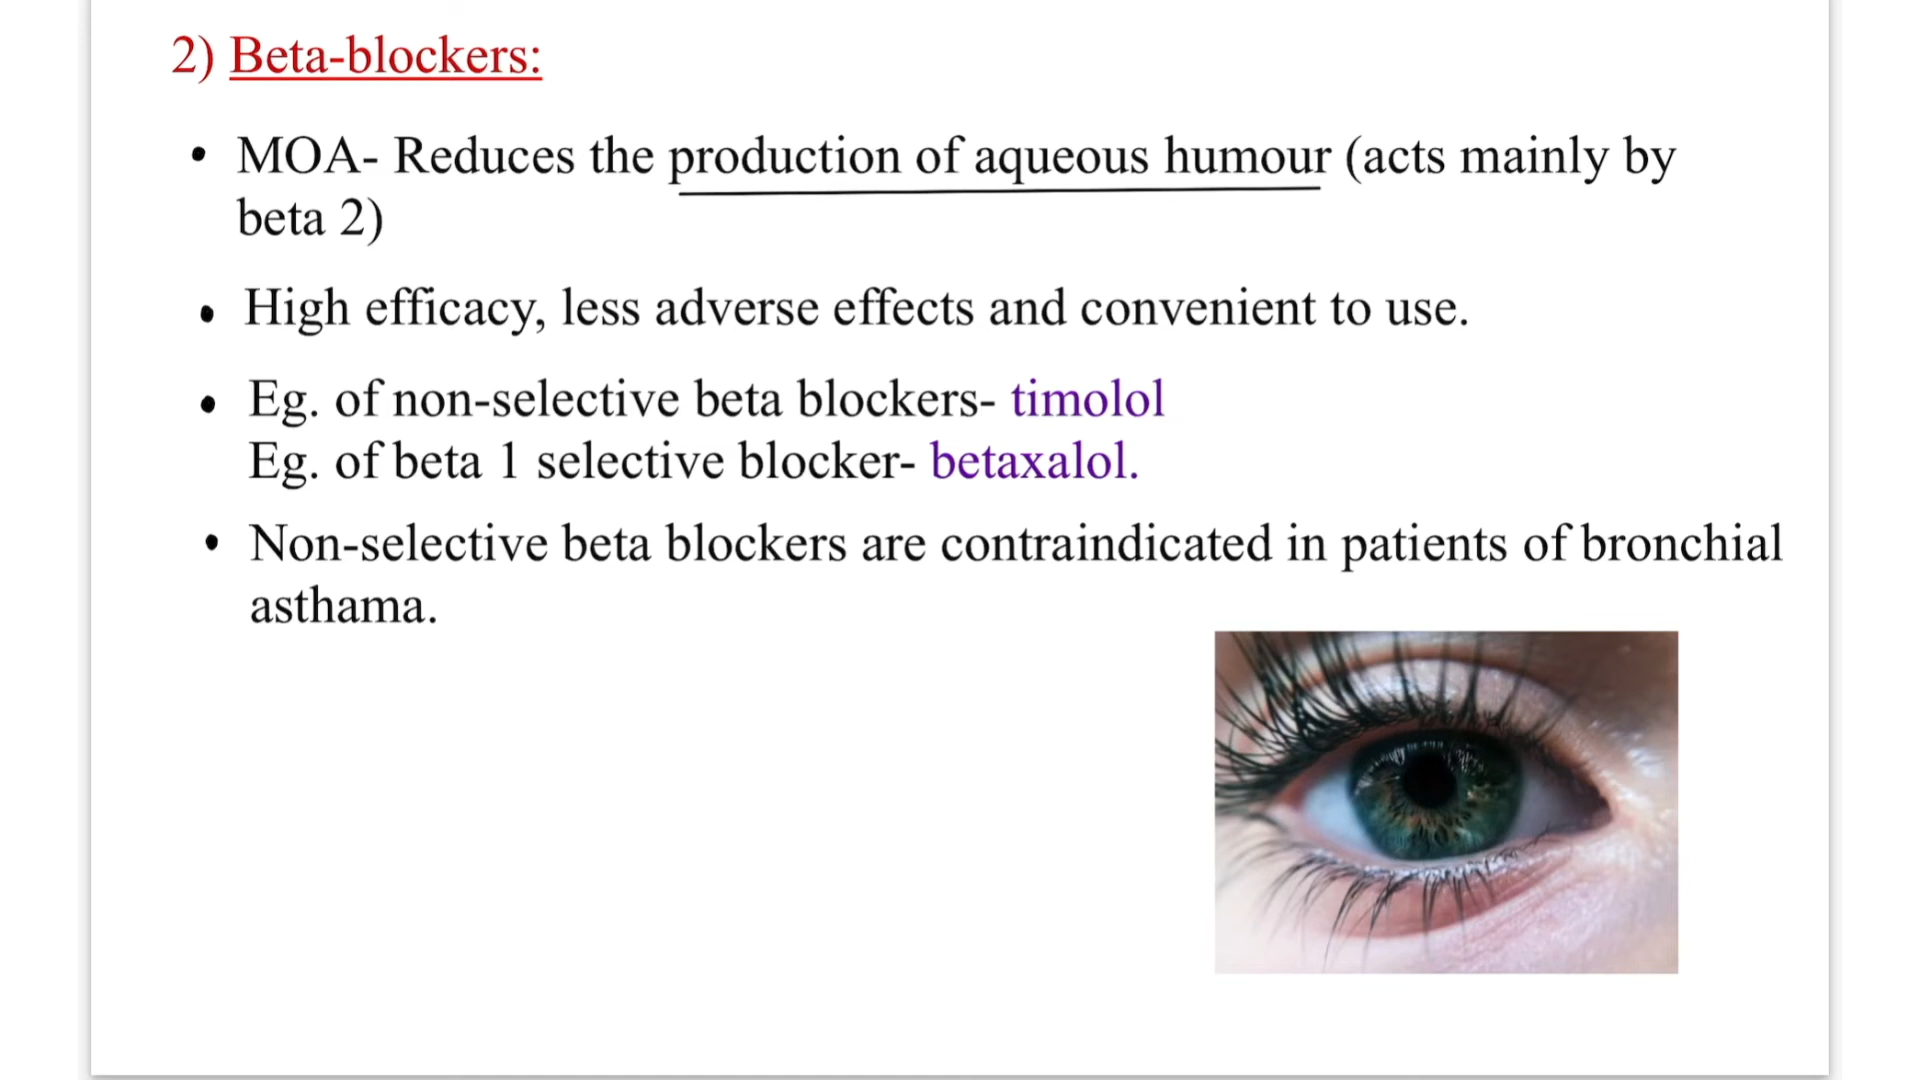 2) Beta-blockers:
• MOA- Reduces the production of aqueous humour (acts mainly by
beta 2)
• High efficacy, less adverse effects and convenient to use.
• Eg. of non-selective beta blockers- timolol
Eg. of beta 1 selective blocker- betaxalol.
• Non-selective beta blockers are contraindicated in patients of bronchial
asthama.